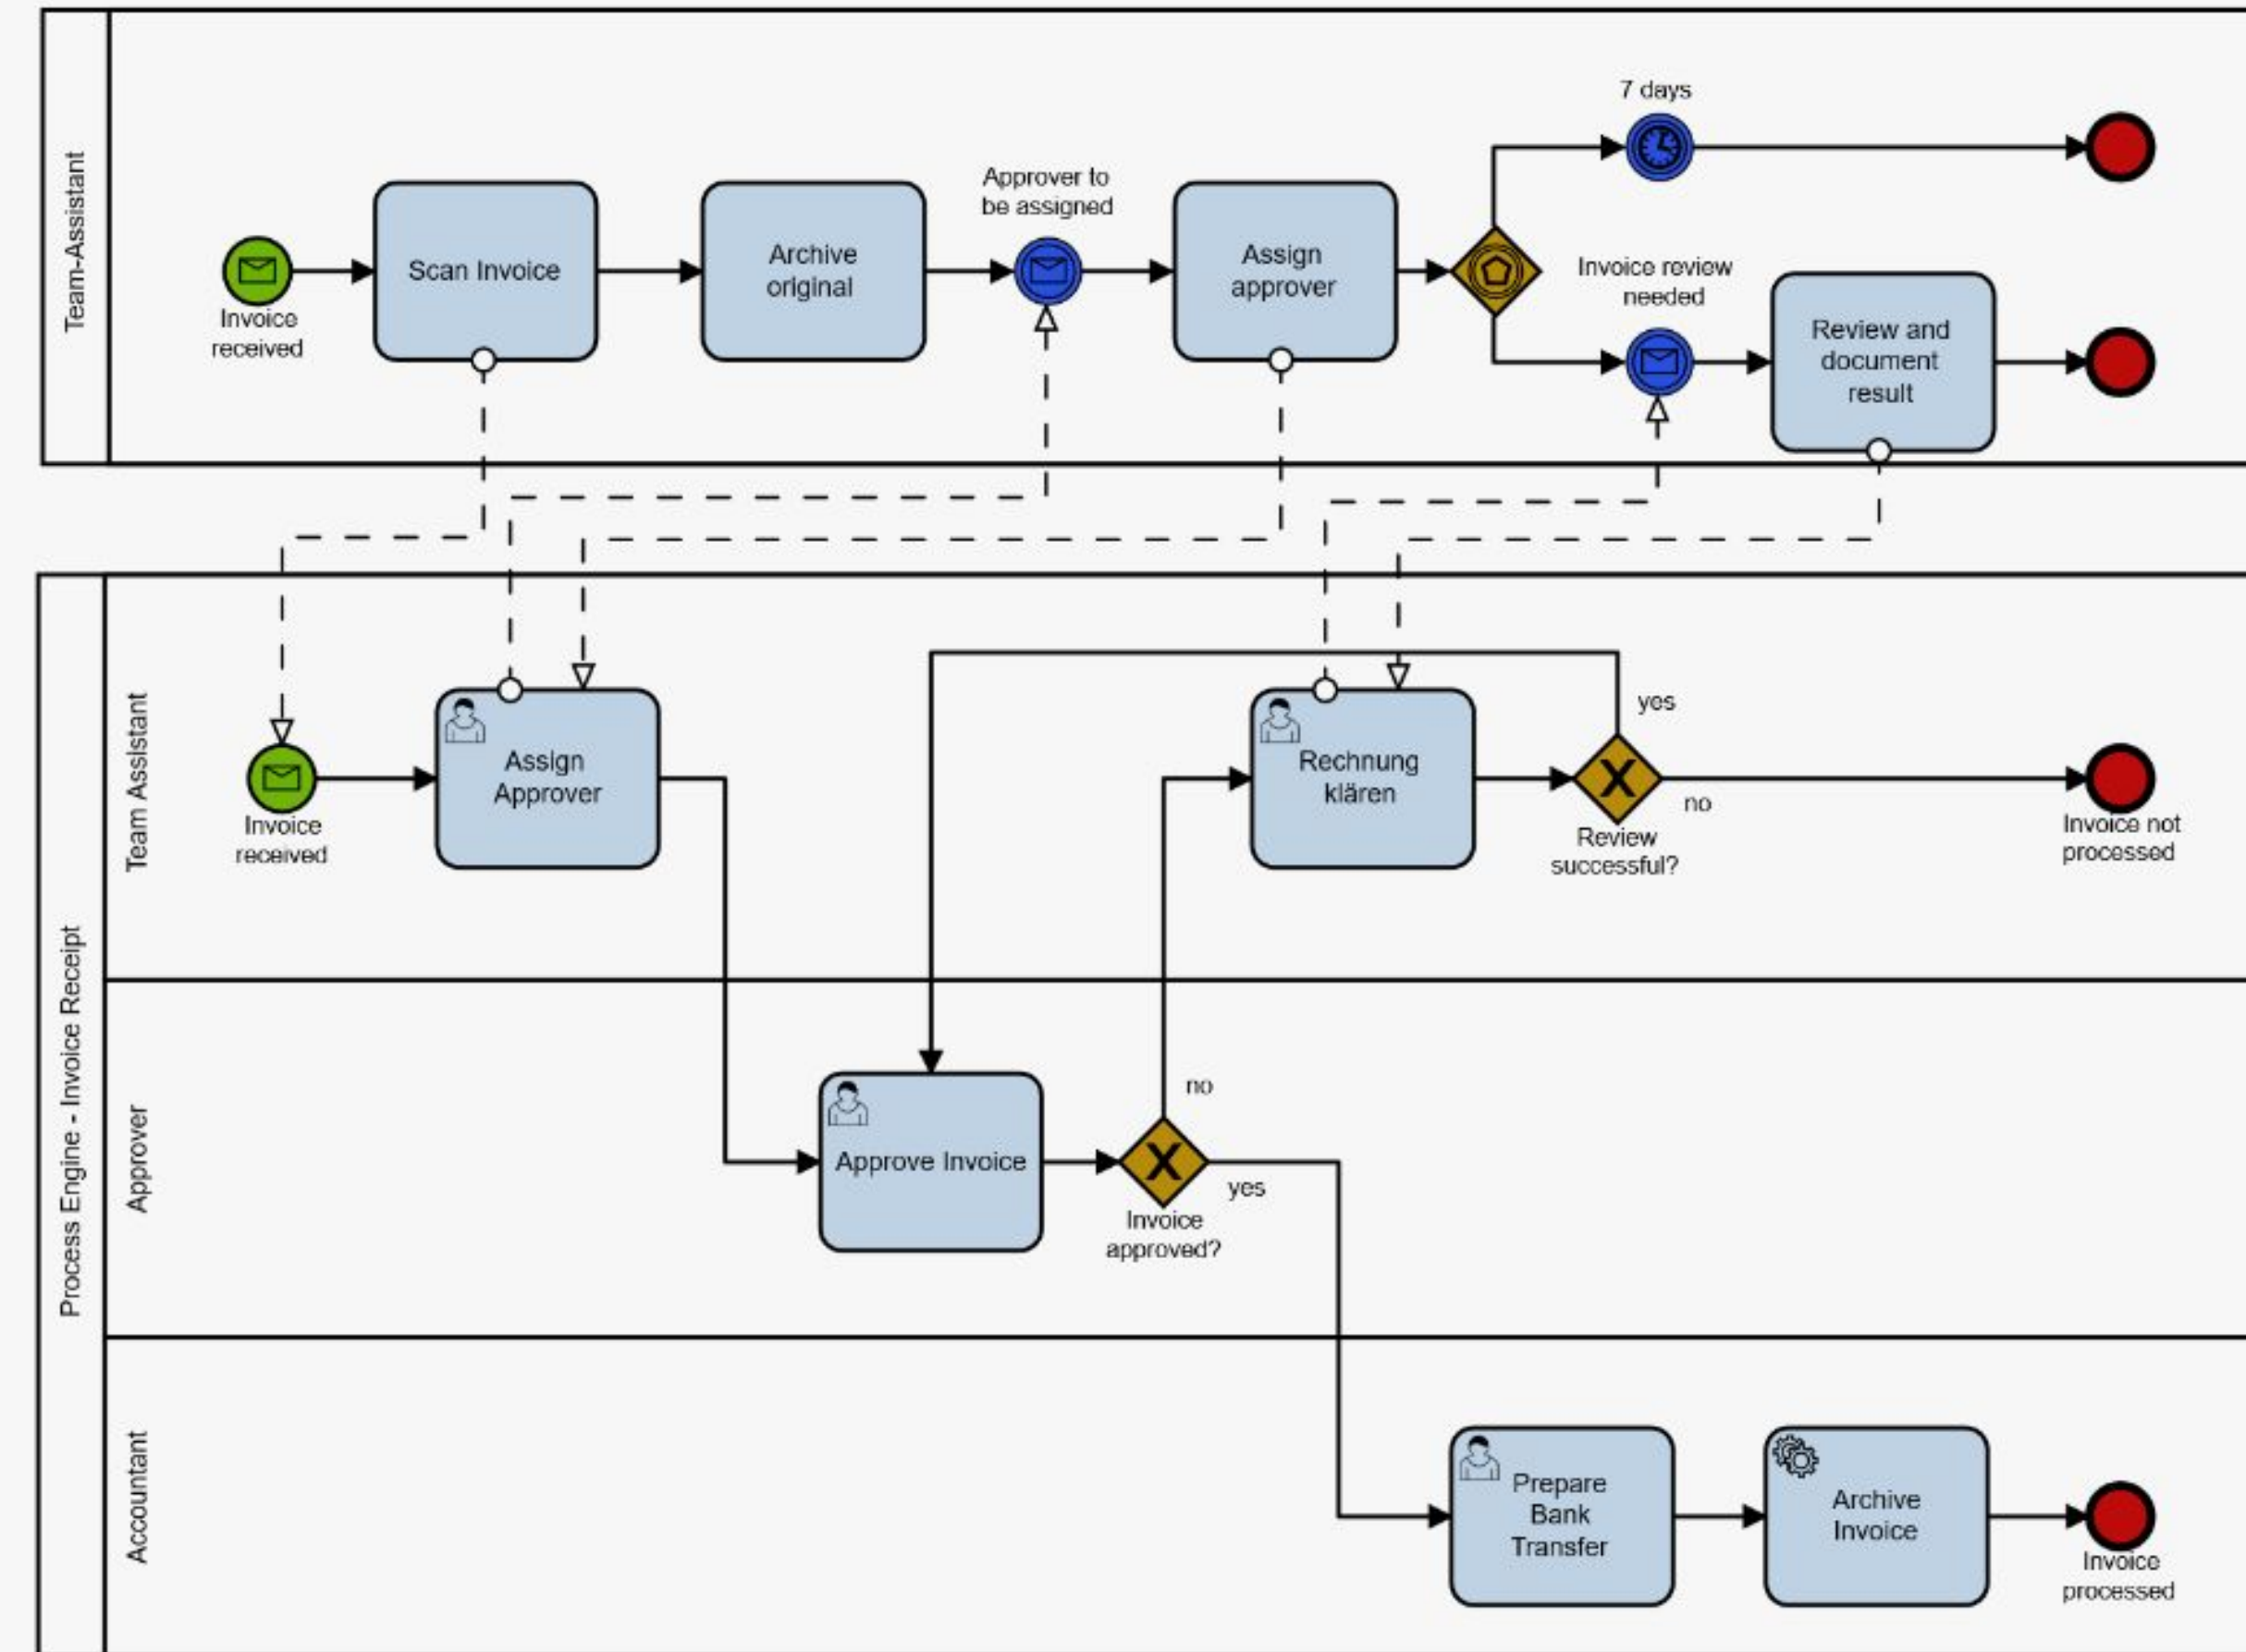 Team-Assistant
7 days
Approver to
be assigned
Invoice
received
Scan Invoice
Archive
original
Assign
approver
Invoice review
needed
Review and
document
result
Process Engine - Invoice Receipt
Team Assistant
Invoice
received
Assign
Approver
Rechnung
klären
yes
no
Review
successful?
Invoice not
processed
Approver
Approve Invoice
no
yes
Invoice
approved?
Accountant
Prepare
Bank
Transfer
Archive
Invoice
Invoice
processed